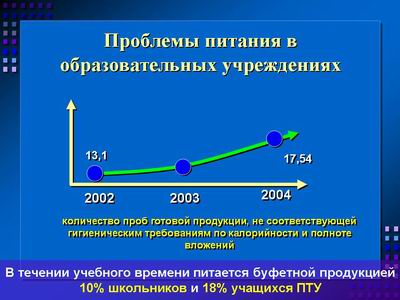 Проблемы питания в
образовательных учреждениях
13,1
17,54
2002
2003
2004
количество проб готовой продукции, не соответствующей
гигиеническим требованиям по калорийности и полноте
вложений
В течении учебного времени питается буфетной продукцией
10% школьников и 18% учащихся ПТУ